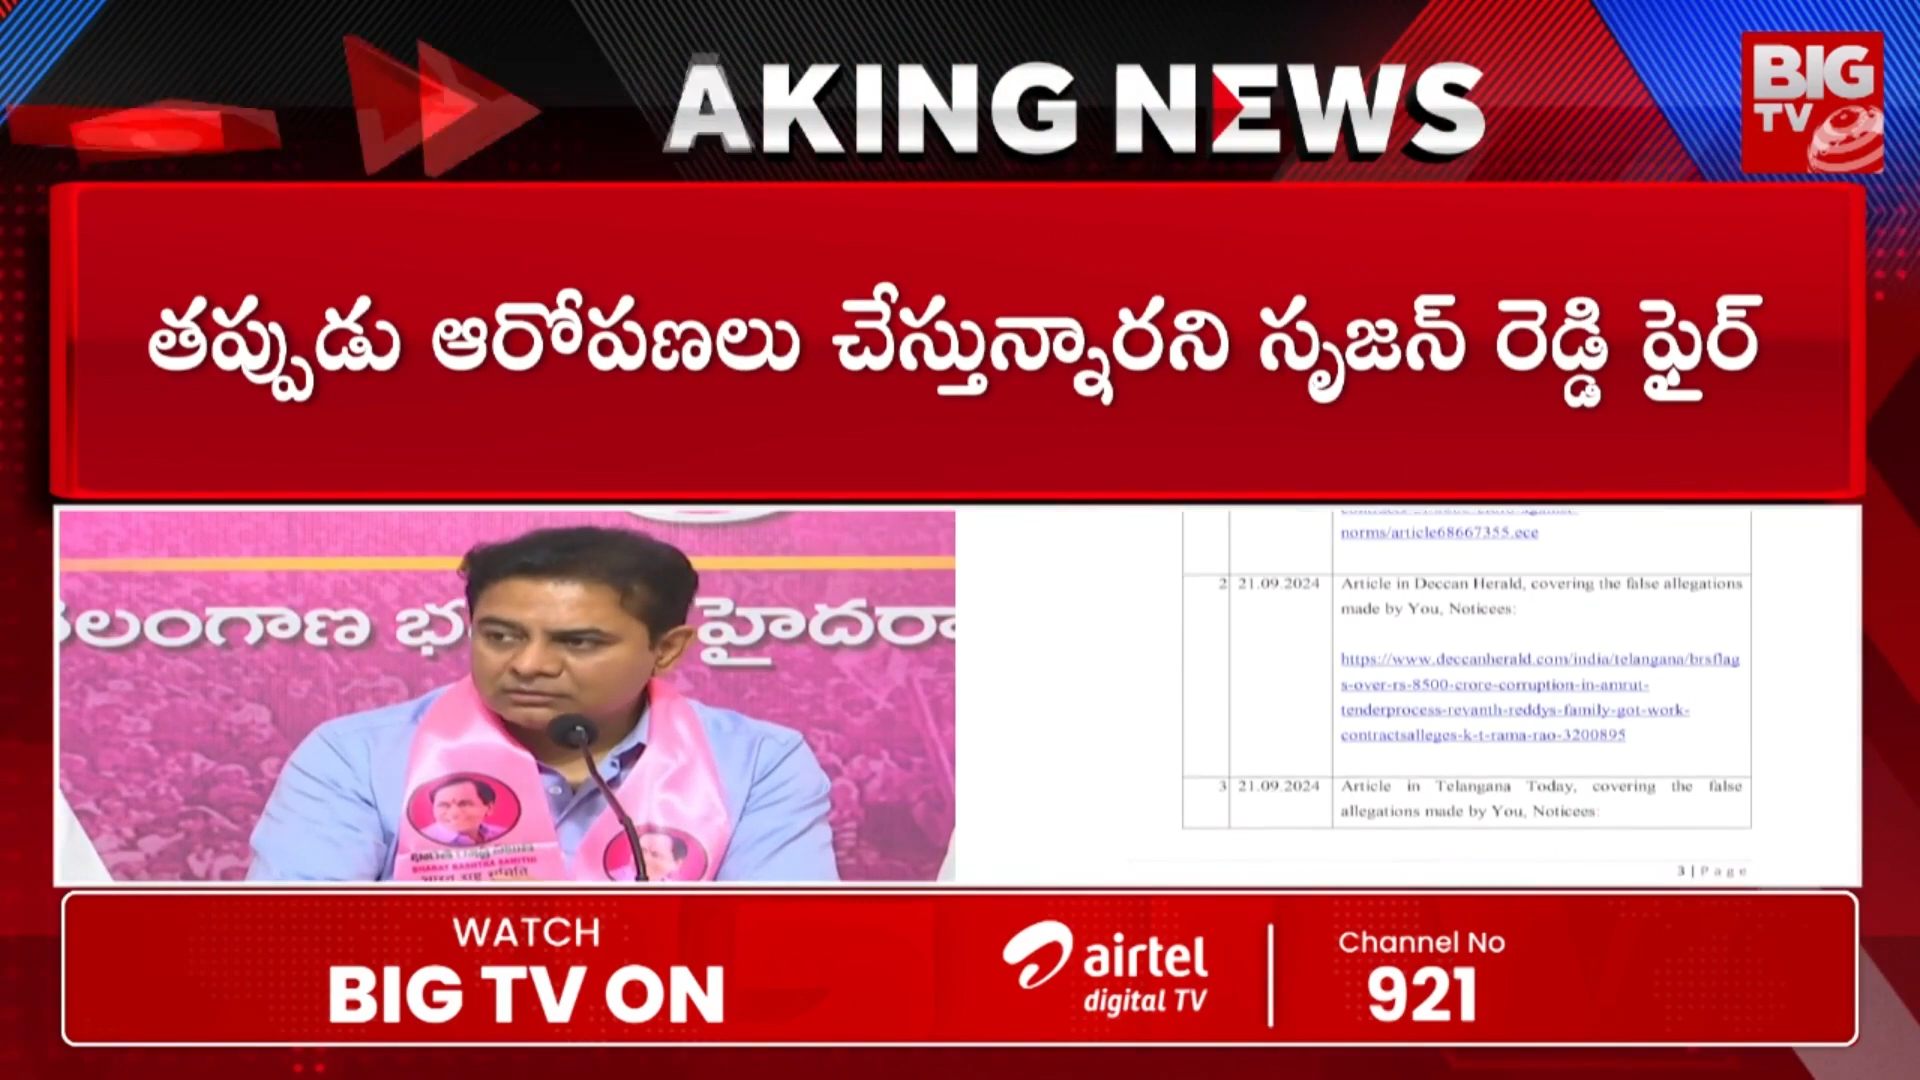 AKING NEWS
BIG
TV
తప్పుడు ఆరోపణలు చేస్తున్నారని సృజన్ రెడ్డి ఫైర్
లంగాణ భ హైదరా
BHARAT RASHTRA SAMITHI
norms/article68667355.ece
2 21.09.2024 Article in Deccan Herald, covering the false allegations
made by You, Noticees:
https://www.deccanherald.com/india/telangana/brsflag
s-over-rs-8500-crore-corruption-in-amrut-
tenderprocess-revanth-reddys-family-got-work-
contractsalleges-k-t-rama-rao-3200895
3 21.09.2024 Article in Telangana Today, covering the false
allegations made by You, Noticees:
3 | Page
WATCH
BIG TV ON
airtel
digital TV
Channel No
921